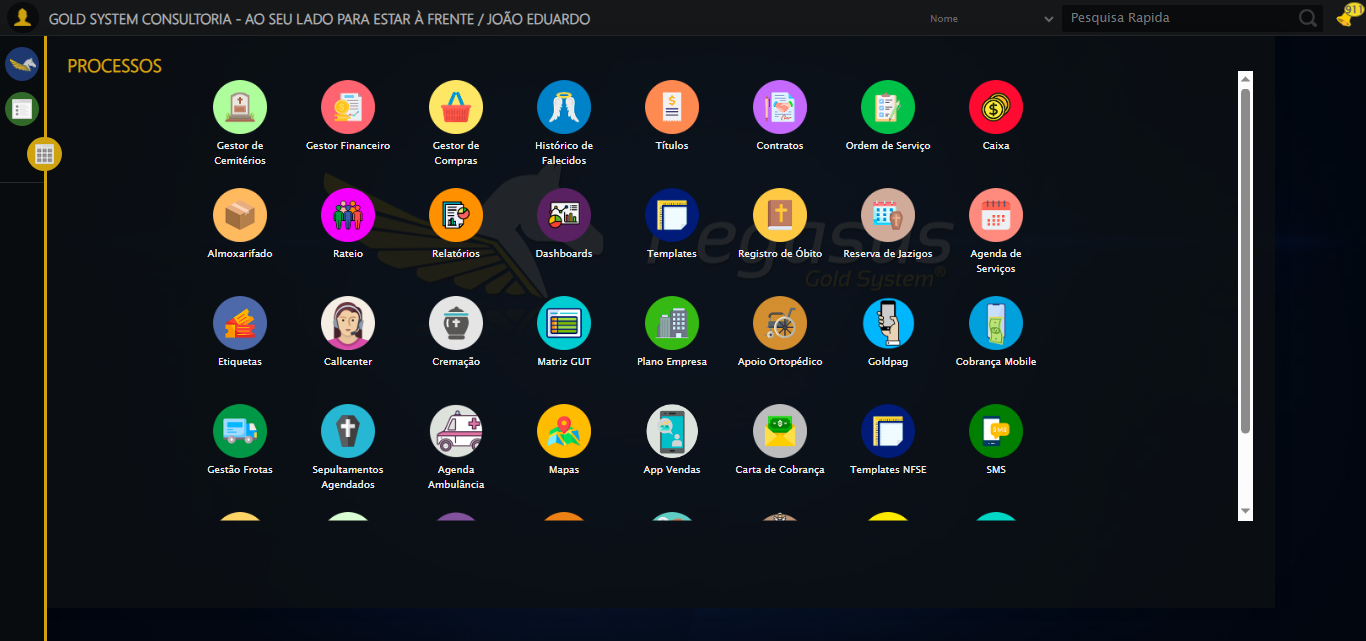 GOLD SYSTEM CONSULTORIA - AO SEU LADO PARA ESTAR À FRENTE / JOÃO EDUARDO
Nome
Pesquisa Rapida
911
PROCESSOS
Gestor de
Cemitérios
Gestor Financeiro
Gestor de
Compras
Histórico de
Falecidos
Títulos
Contratos
Ordem de Serviço
Caixa
Pegasus
Gold System®
Almoxarifado
Rateio
Relatórios
Dashboards
Templates
Registro de Óbito
Reserva de Jazigos
Agenda de
Serviços
Etiquetas
Callcenter
Cremação
Matriz GUT
Plano Empresa
Apoio Ortopédico
Goldpag
Cobrança Mobile
Gestão Frotas
Sepultamentos
Agendados
Agenda
Ambulância
Mapas
App Vendas
Carta de Cobrança
Templates NFSE
SMS
SMS